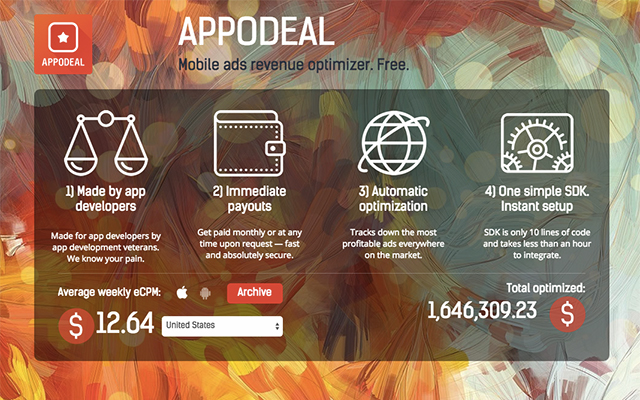 APPODEAL
APPODEAL
Mobile ads revenue optimizer. Free.
1) Made by app
developers
Made for app developers by
app development veterans.
We know your pain.
2) Immediate
payouts
Get paid monthly or at any
time upon request — fast
and absolutely secure.
3) Automatic
optimization
Tracks down the most
profitable ads everywhere
on the market.
4) One simple SDK.
Instant setup
SDK is only 10 lines of code
and takes less than an hour
to integrate.
Average weekly eCPM:
Archive
$ 12.64
United States
Total optimized:
1,646,309.23 $